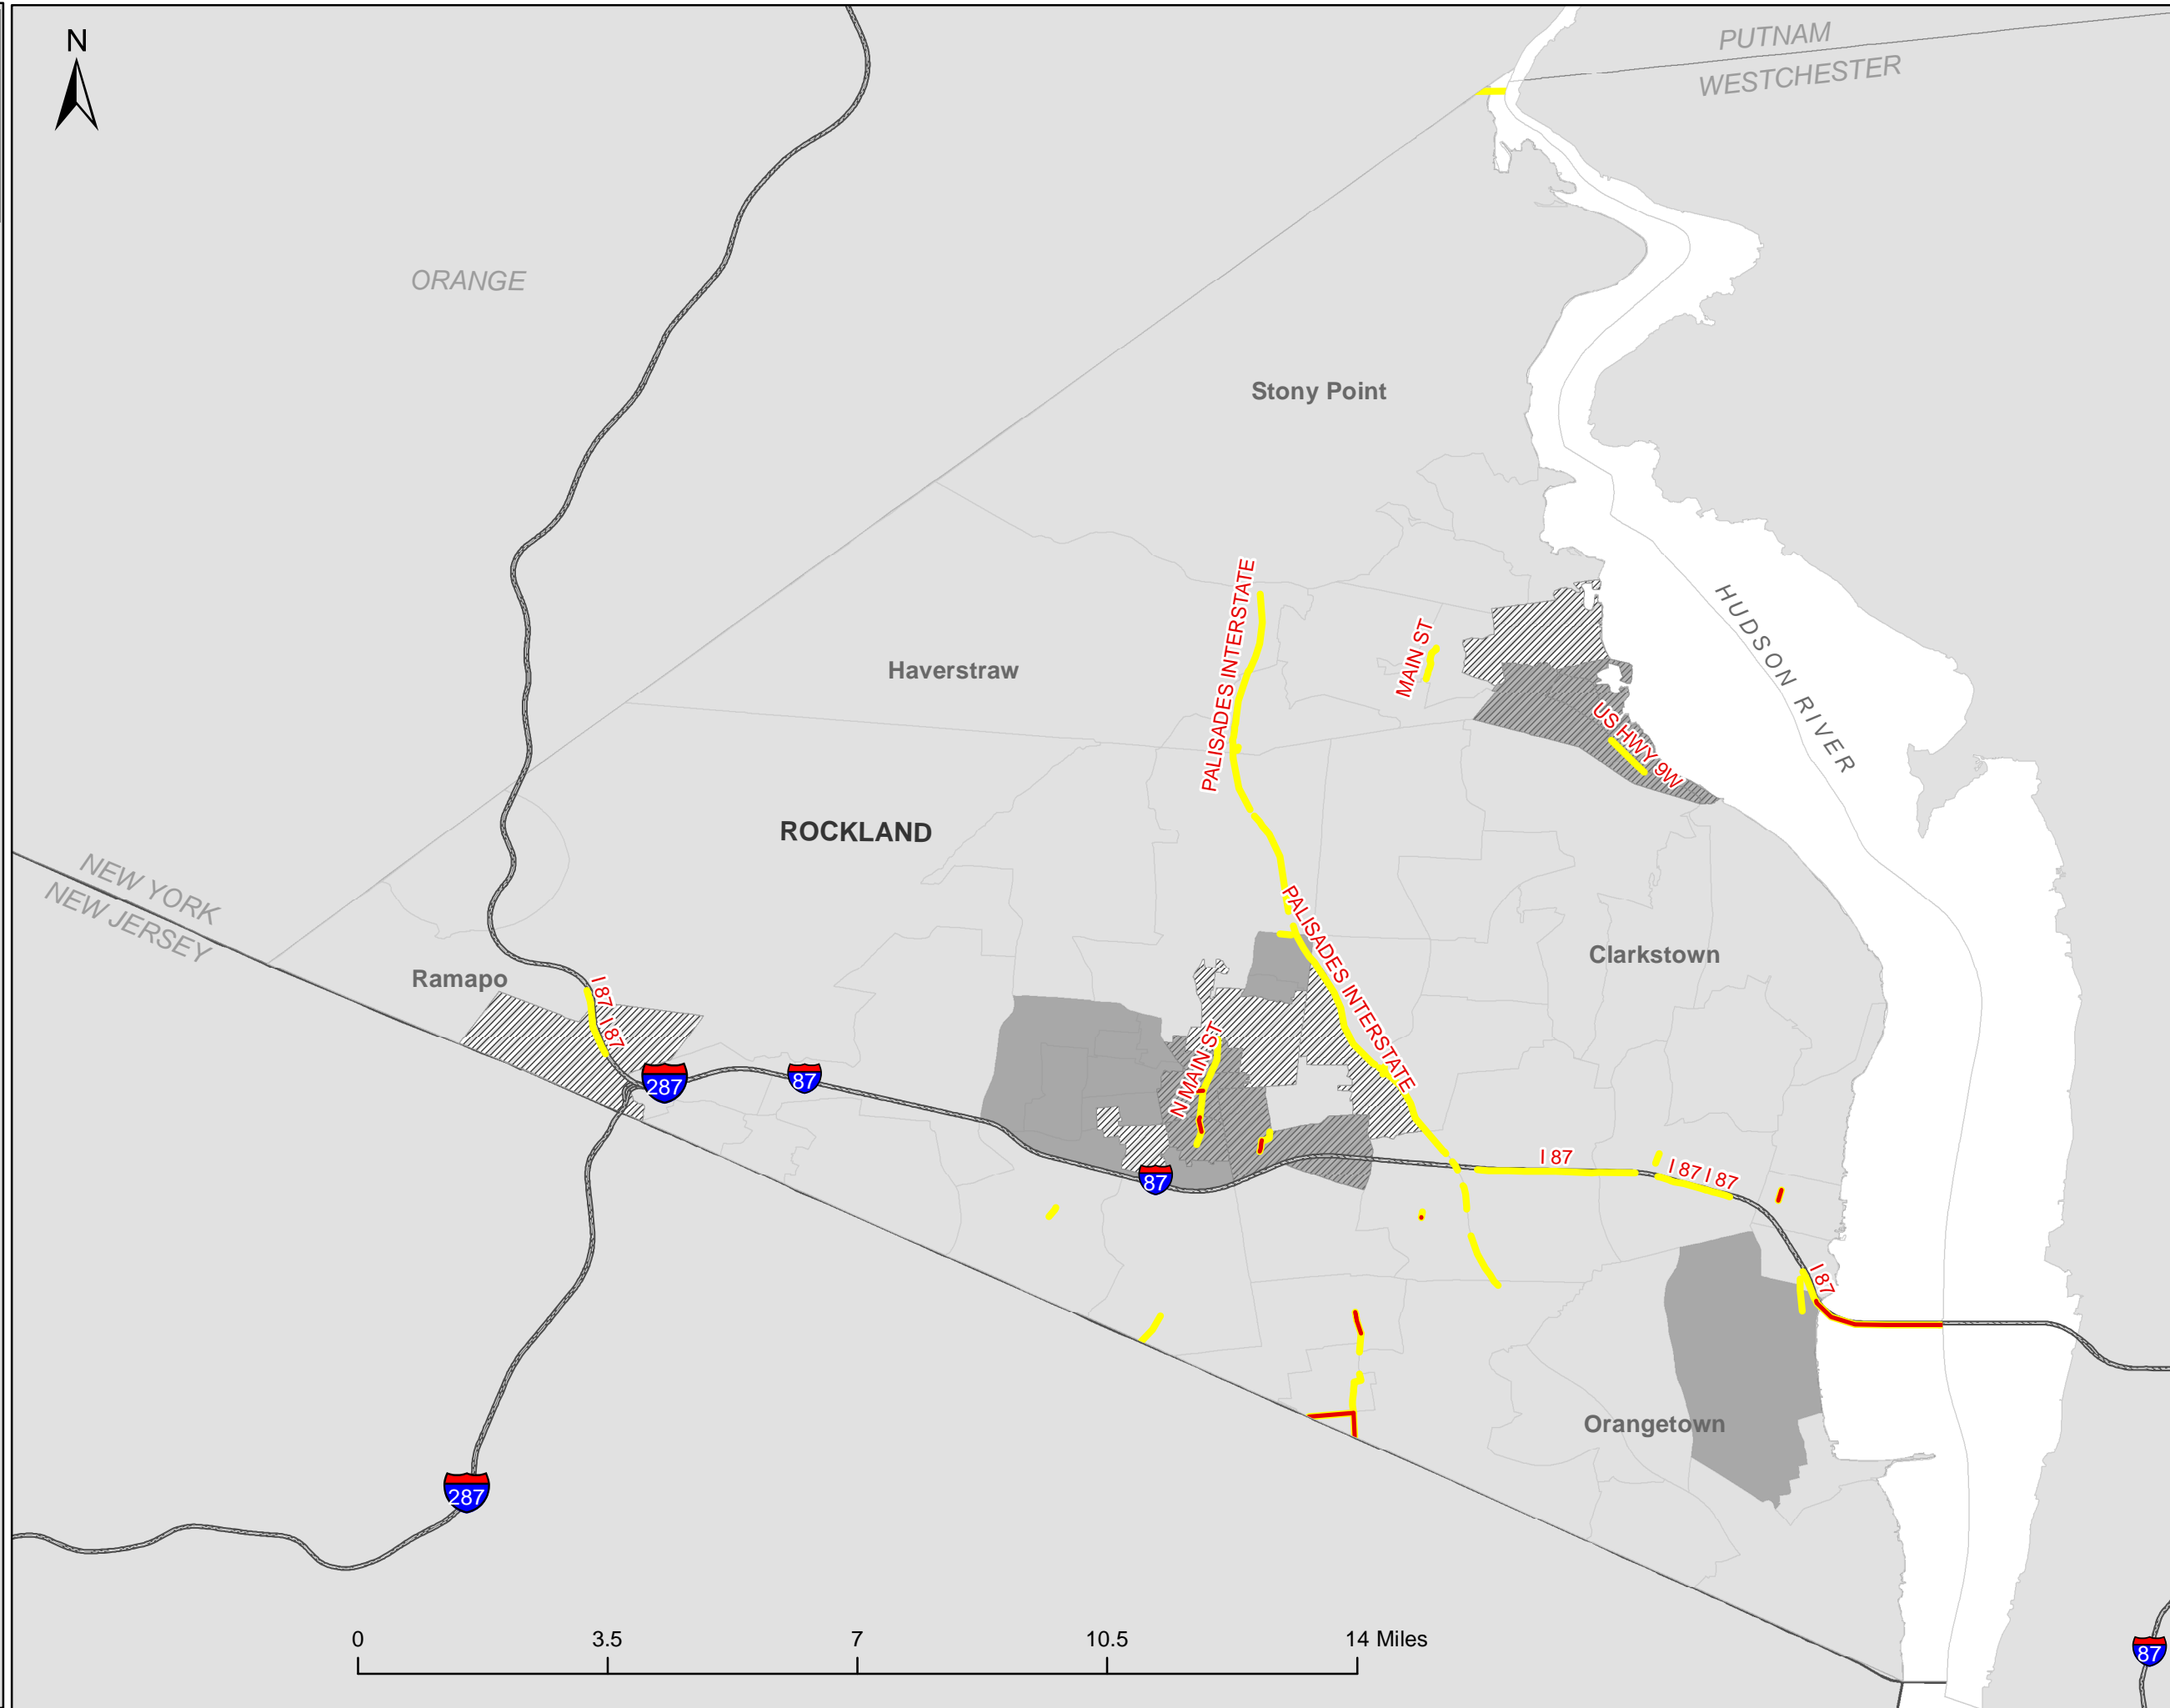 N
PUTNAM
WESTCHESTER
ORANGE
Stony Point
PALISADES INTERSTATE
MAIN ST
HUDSON RIVER
Haverstraw
US HWY 9W
ROCKLAND
NEW YORK
NEW JERSEY
PALISADES INTERSTATE
Clarkstown
Ramapo
I 87
I 87
N MAIN ST
287
87
87
I 87
I 87
I 87
I 87
Orangetown
287
0
3.5
7
10.5
14 Miles
87